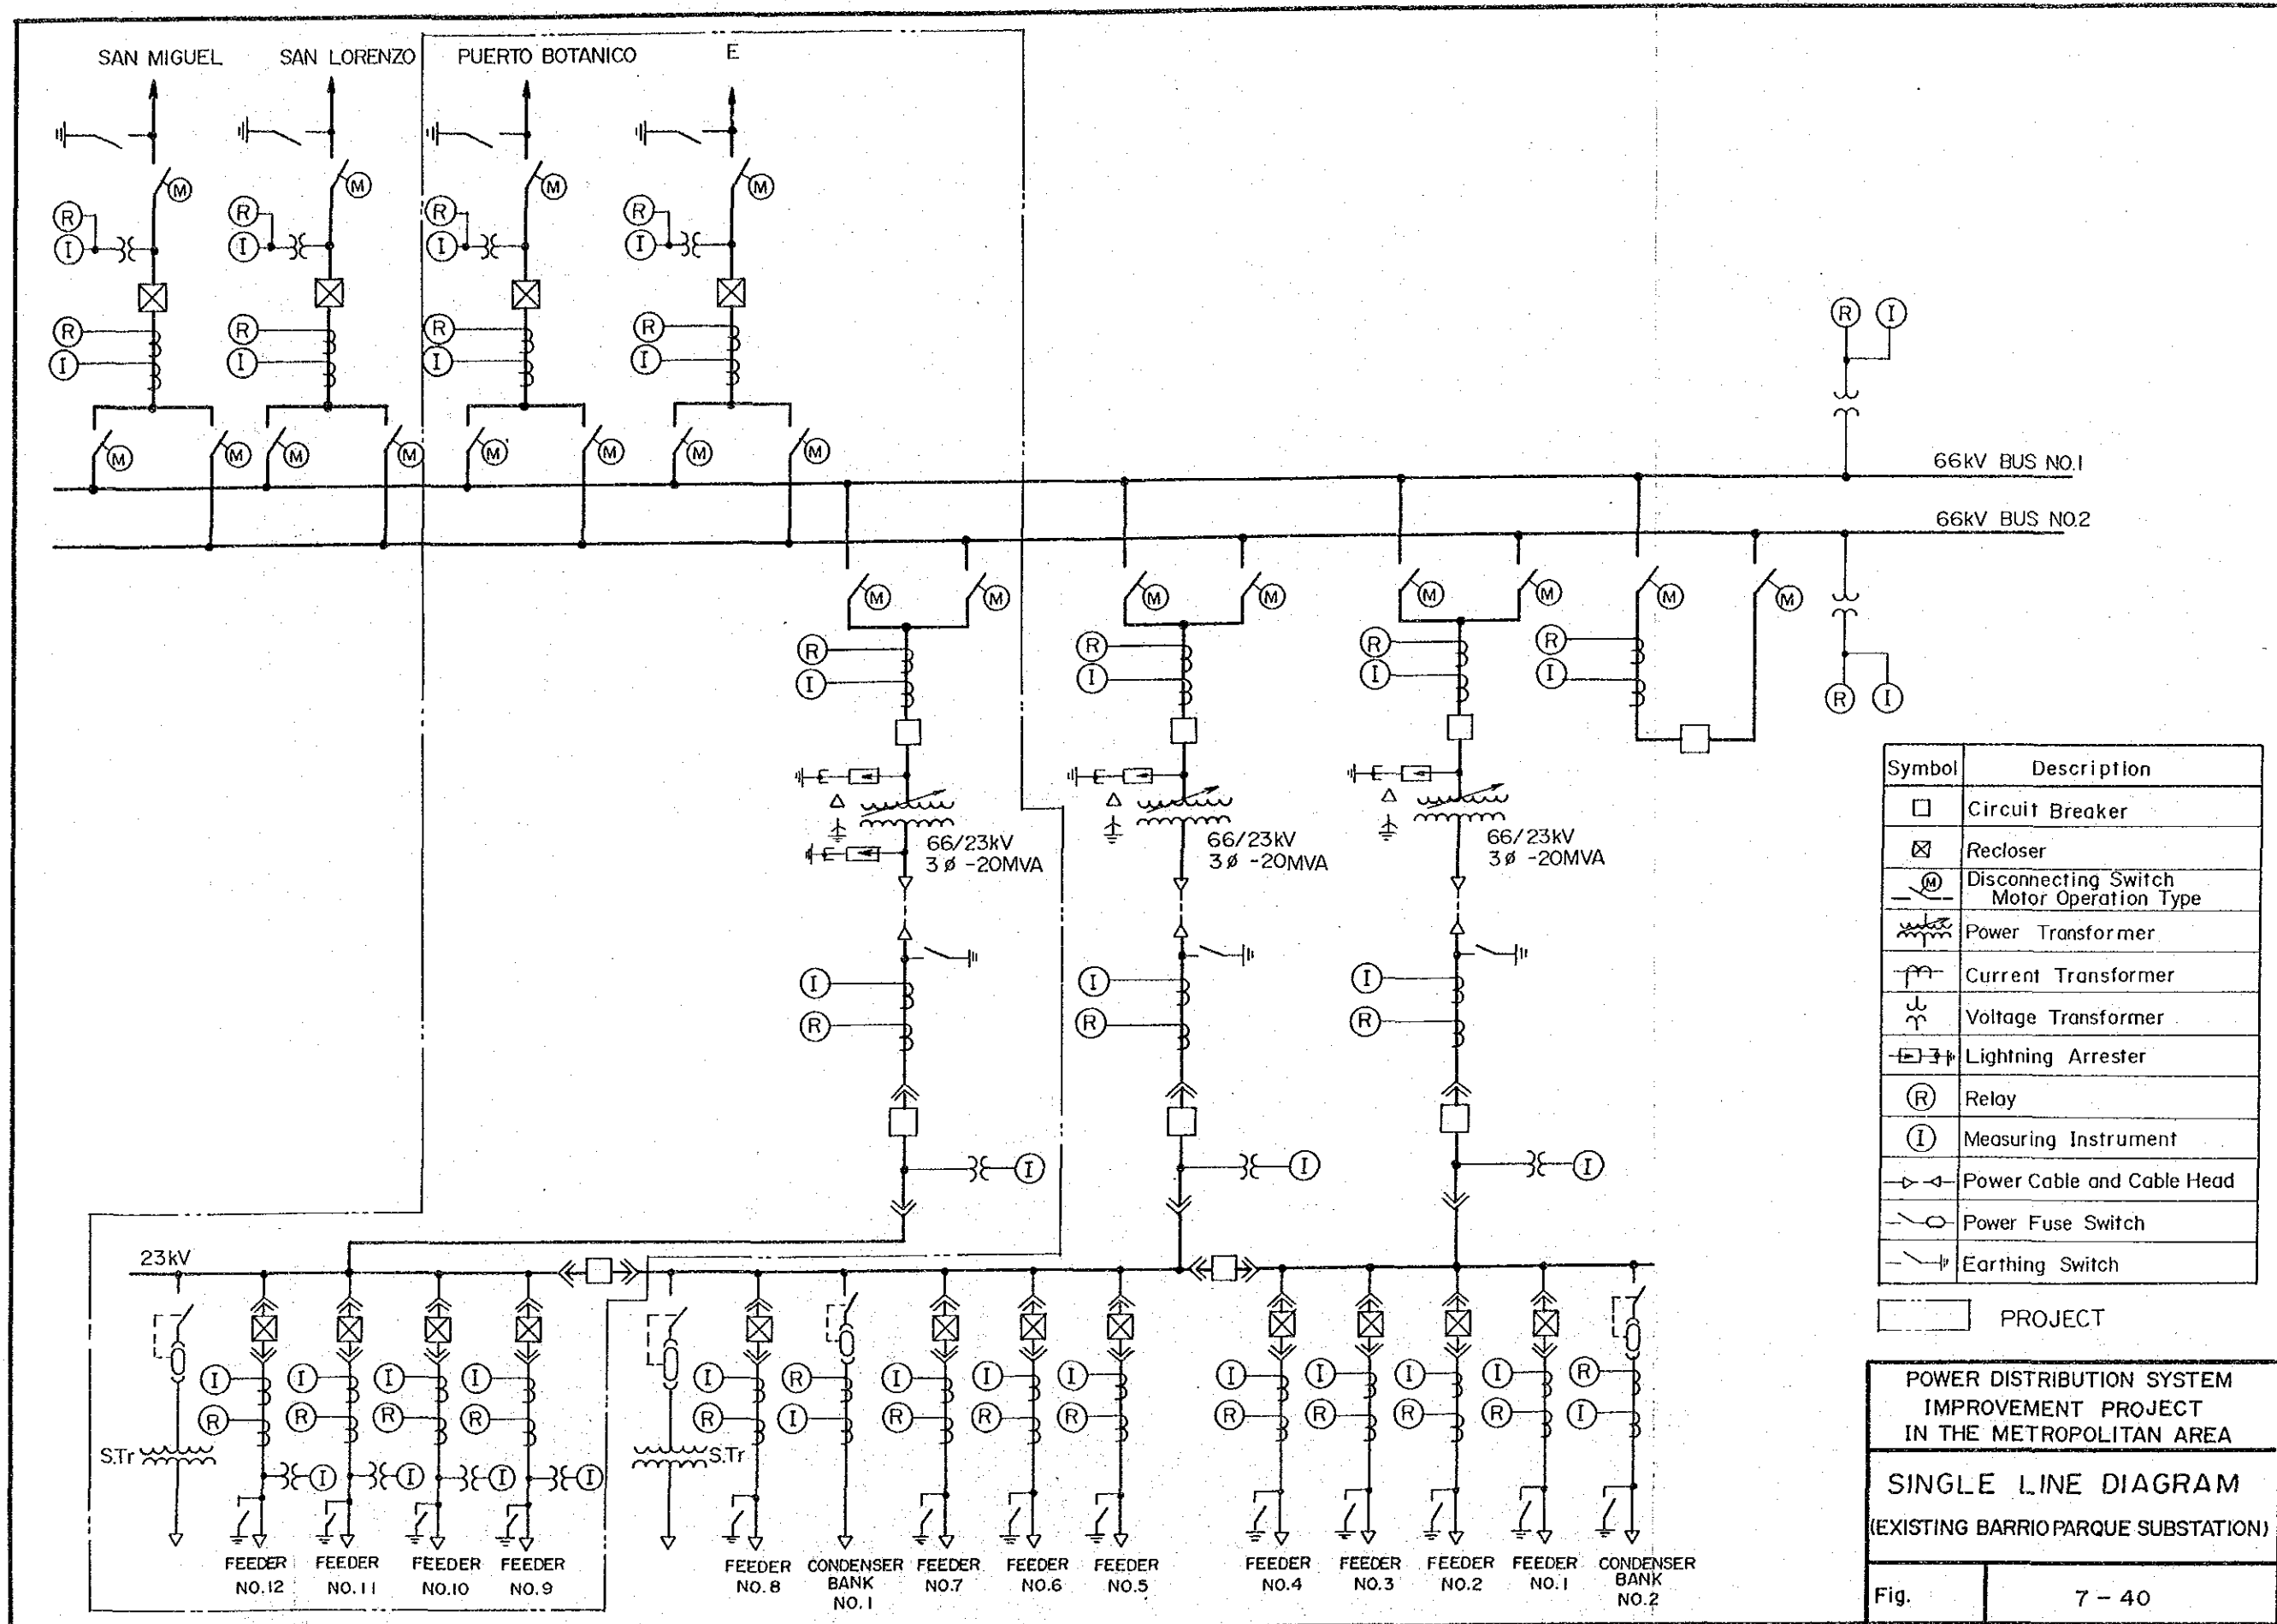 SAN MIGUEL
SAN LORENZO
PUERTO BOTANICO
E
M
M
M
M
R
R
R
R
I
I
I
I
R
R
R
R
I
I
I
I
R
I
M
M
M
M
M
M
M
M
66kV BUS NO.1
66kV BUS NO.2
M
M
M
M
M
M
M
M
R
R
R
R
I
I
I
I
R
I
66/23kV
3ø-20MVA
66/23kV
3ø-20MVA
66/23kV
3ø-20MVA
I
I
I
R
R
R
I
I
I
23kV
I
I
I
I
I
R
I
I
I
I
I
I
I
R
R
R
R
R
R
I
R
R
R
R
R
R
R
I
S.Tr
I
I
I
I
S.Tr
FEEDER
NO.12
FEEDER
NO.11
FEEDER
NO.10
FEEDER
NO.9
FEEDER
NO.8
CONDENSER
BANK
NO.1
FEEDER
NO.7
FEEDER
NO.6
FEEDER
NO.5
FEEDER
NO.4
FEEDER
NO.3
FEEDER
NO.2
FEEDER
NO.1
CONDENSER
BANK
NO.2
Symbol Description
Circuit Breaker
Recloser
M Disconnecting Switch
Motor Operation Type
Power Transformer
Current Transformer
Voltage Transformer
Lightning Arrester
R Relay
I Measuring Instrument
Power Cable and Cable Head
Power Fuse Switch
Earthing Switch
PROJECT
POWER DISTRIBUTION SYSTEM
IMPROVEMENT PROJECT
IN THE METROPOLITAN AREA
SINGLE LINE DIAGRAM
(EXISTING BARRIO PARQUE SUBSTATION)
Fig. 7-40